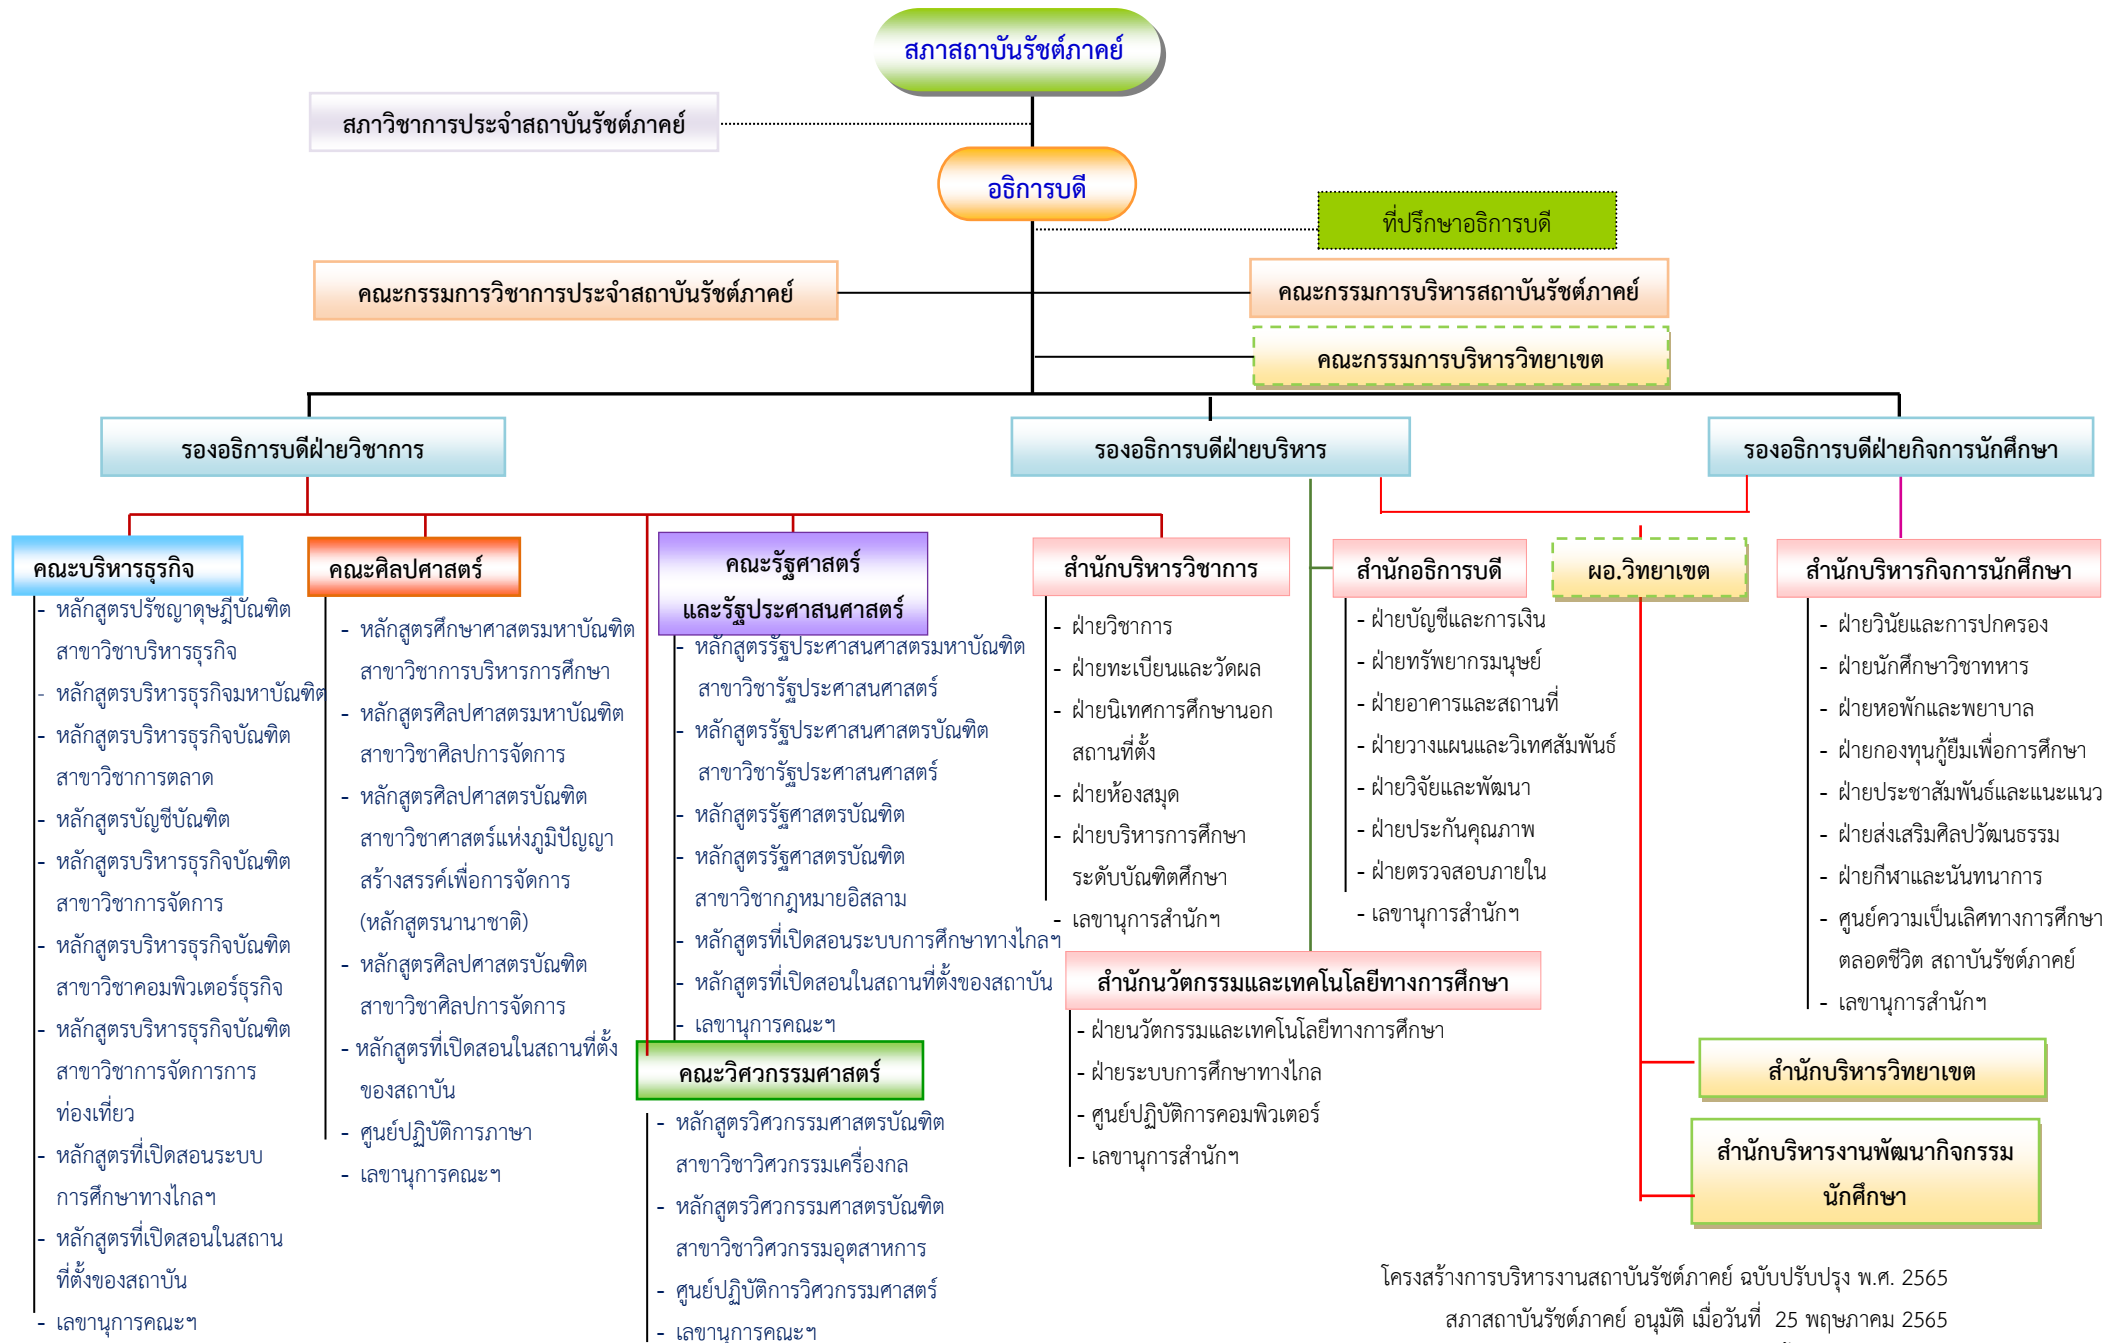 สภาสถาบันรัชต์ภาคย์
สภาวิชาการประจำสถาบันรัชต์ภาคย์
อธิการบดี
ที่ปรึกษาอธิการบดี
คณะกรรมการวิชาการประจำสถาบันรัชต์ภาคย์
คณะกรรมการบริหารสถาบันรัชต์ภาคย์
คณะกรรมการบริหารวิทยาเขต
รองอธิการบดีฝ่ายวิชาการ
รองอธิการบดีฝ่ายบริหาร
รองอธิการบดีฝ่ายกิจการนักศึกษา
คณะบริหารธุรกิจ
- หลักสูตรปรัชญาดุษฎีบัณฑิต
สาขาวิชาบริหารธุรกิจ
- หลักสูตรบริหารธุรกิจมหาบัณฑิต
- หลักสูตรบริหารธุรกิจบัณฑิต
สาขาวิชาการตลาด
- หลักสูตรบัญชีบัณฑิต
- หลักสูตรบริหารธุรกิจบัณฑิต
สาขาวิชาการจัดการ
- หลักสูตรบริหารธุรกิจบัณฑิต
สาขาวิชาคอมพิวเตอร์ธุรกิจ
- หลักสูตรบริหารธุรกิจบัณฑิต
สาขาวิชาการจัดการการ
ท่องเที่ยว
- หลักสูตรที่เปิดสอนระบบ
การศึกษาทางไกลฯ
- หลักสูตรที่เปิดสอนในสถาน
ที่ตั้งของสถาบัน
- เลขานุการคณะฯ
คณะศิลปศาสตร์
- หลักสูตรศึกษาศาสตรมหาบัณฑิต
สาขาวิชาการบริหารการศึกษา
- หลักสูตรศิลปศาสตรมหาบัณฑิต
สาขาวิชาศิลปการจัดการ
- หลักสูตรศิลปศาสตรบัณฑิต
สาขาวิชาศาสตร์แห่งภูมิปัญญา
สร้างสรรค์เพื่อการจัดการ
(หลักสูตรนานาชาติ)
- หลักสูตรศิลปศาสตรบัณฑิต
สาขาวิชาศิลปการจัดการ
- หลักสูตรที่เปิดสอนในสถานที่ตั้ง
ของสถาบัน
- ศูนย์ปฏิบัติการภาษา
- เลขานุการคณะฯ
คณะรัฐศาสตร์
และรัฐประศาสนศาสตร์
- หลักสูตรรัฐประศาสนศาสตรมหาบัณฑิต
สาขาวิชารัฐประศาสนศาสตร์
- หลักสูตรรัฐประศาสนศาสตรบัณฑิต
สาขาวิชารัฐประศาสนศาสตร์
- หลักสูตรรัฐศาสตรบัณฑิต
- หลักสูตรรัฐศาสตรบัณฑิต
สาขาวิชากฎหมายอิสลาม
- หลักสูตรที่เปิดสอนระบบการศึกษาทางไกลฯ
- หลักสูตรที่เปิดสอนในสถานที่ตั้งของสถาบัน
- เลขานุการคณะฯ
คณะวิศวกรรมศาสตร์
- หลักสูตรวิศวกรรมศาสตรบัณฑิต
สาขาวิชาวิศวกรรมเครื่องกล
- หลักสูตรวิศวกรรมศาสตรบัณฑิต
สาขาวิชาวิศวกรรมอุตสาหการ
- ศูนย์ปฏิบัติการวิศวกรรมศาสตร์
- เลขานุการคณะฯ
สำนักบริหารวิชาการ
- ฝ่ายวิชาการ
- ฝ่ายทะเบียนและวัดผล
- ฝ่ายนิเทศการศึกษานอก
สถานที่ตั้ง
- ฝ่ายห้องสมุด
- ฝ่ายบริหารการศึกษา
ระดับบัณฑิตศึกษา
- เลขานุการสำนักฯ
สำนักอธิการบดี
- ฝ่ายบัญชีและการเงิน
- ฝ่ายทรัพยากรมนุษย์
- ฝ่ายอาคารและสถานที่
- ฝ่ายวางแผนและวิเทศสัมพันธ์
- ฝ่ายวิจัยและพัฒนา
- ฝ่ายประกันคุณภาพ
- ฝ่ายตรวจสอบภายใน
- เลขานุการสำนักฯ
สำนักนวัตกรรมและเทคโนโลยีทางการศึกษา
- ฝ่ายนวัตกรรมและเทคโนโลยีทางการศึกษา
- ฝ่ายระบบการศึกษาทางไกล
- ศูนย์ปฏิบัติการคอมพิวเตอร์
- เลขานุการสำนักฯ
ผอ.วิทยาเขต
สำนักบริหารกิจการนักศึกษา
- ฝ่ายวินัยและการปกครอง
- ฝ่ายนักศึกษาวิชาทหาร
- ฝ่ายหอพักและพยาบาล
- ฝ่ายกองทุนกู้ยืมเพื่อการศึกษา
- ฝ่ายประชาสัมพันธ์และแนะแนว
- ฝ่ายส่งเสริมศิลปวัฒนธรรม
- ฝ่ายกีฬาและนันทนาการ
- ศูนย์ความเป็นเลิศทางการศึกษา
ตลอดชีวิต สถาบันรัชต์ภาคย์
- เลขานุการสำนักฯ
สำนักบริหารวิทยาเขต
สำนักบริหารงานพัฒนากิจกรรม
นักศึกษา
โครงสร้างการบริหารงานสถาบันรัชต์ภาคย์ ฉบับปรับปรุง พ.ศ. 2565
สภาสถาบันรัชต์ภาคย์ อนุมัติ เมื่อวันที่ 25 พฤษภาคม 2565